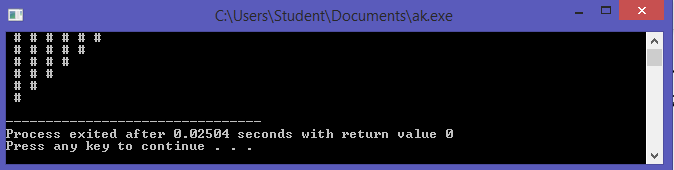 C:\Users\Student\Documents\ak.exe
# # # # # #
# # # # #
# # # #
# # #
# #
#
--------------------------------
Process exited after 0.02504 seconds with return value 0
Press any key to continue . . .